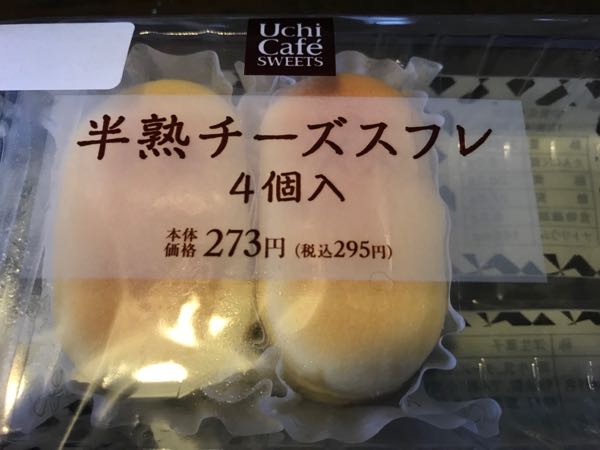 Uchi
Café
SWEETS
半熟チーズスフレ
4個入
本体
価格 273円 (税込295円)